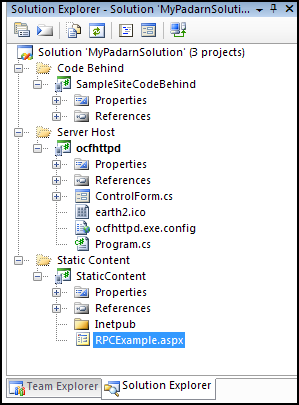 Solution Explorer - Solution 'MyPadarnSolu...
Solution 'MyPadarnSolution' (3 projects)
Code Behind
SampleSiteCodeBehind
Properties
References
Server Host
ocfhttpd
Properties
References
ControlForm.cs
earth2.ico
ocfhttpd.exe.config
Program.cs
Static Content
StaticContent
Properties
References
Inetpub
RPCExample.aspx
Team Explorer Solution Explorer